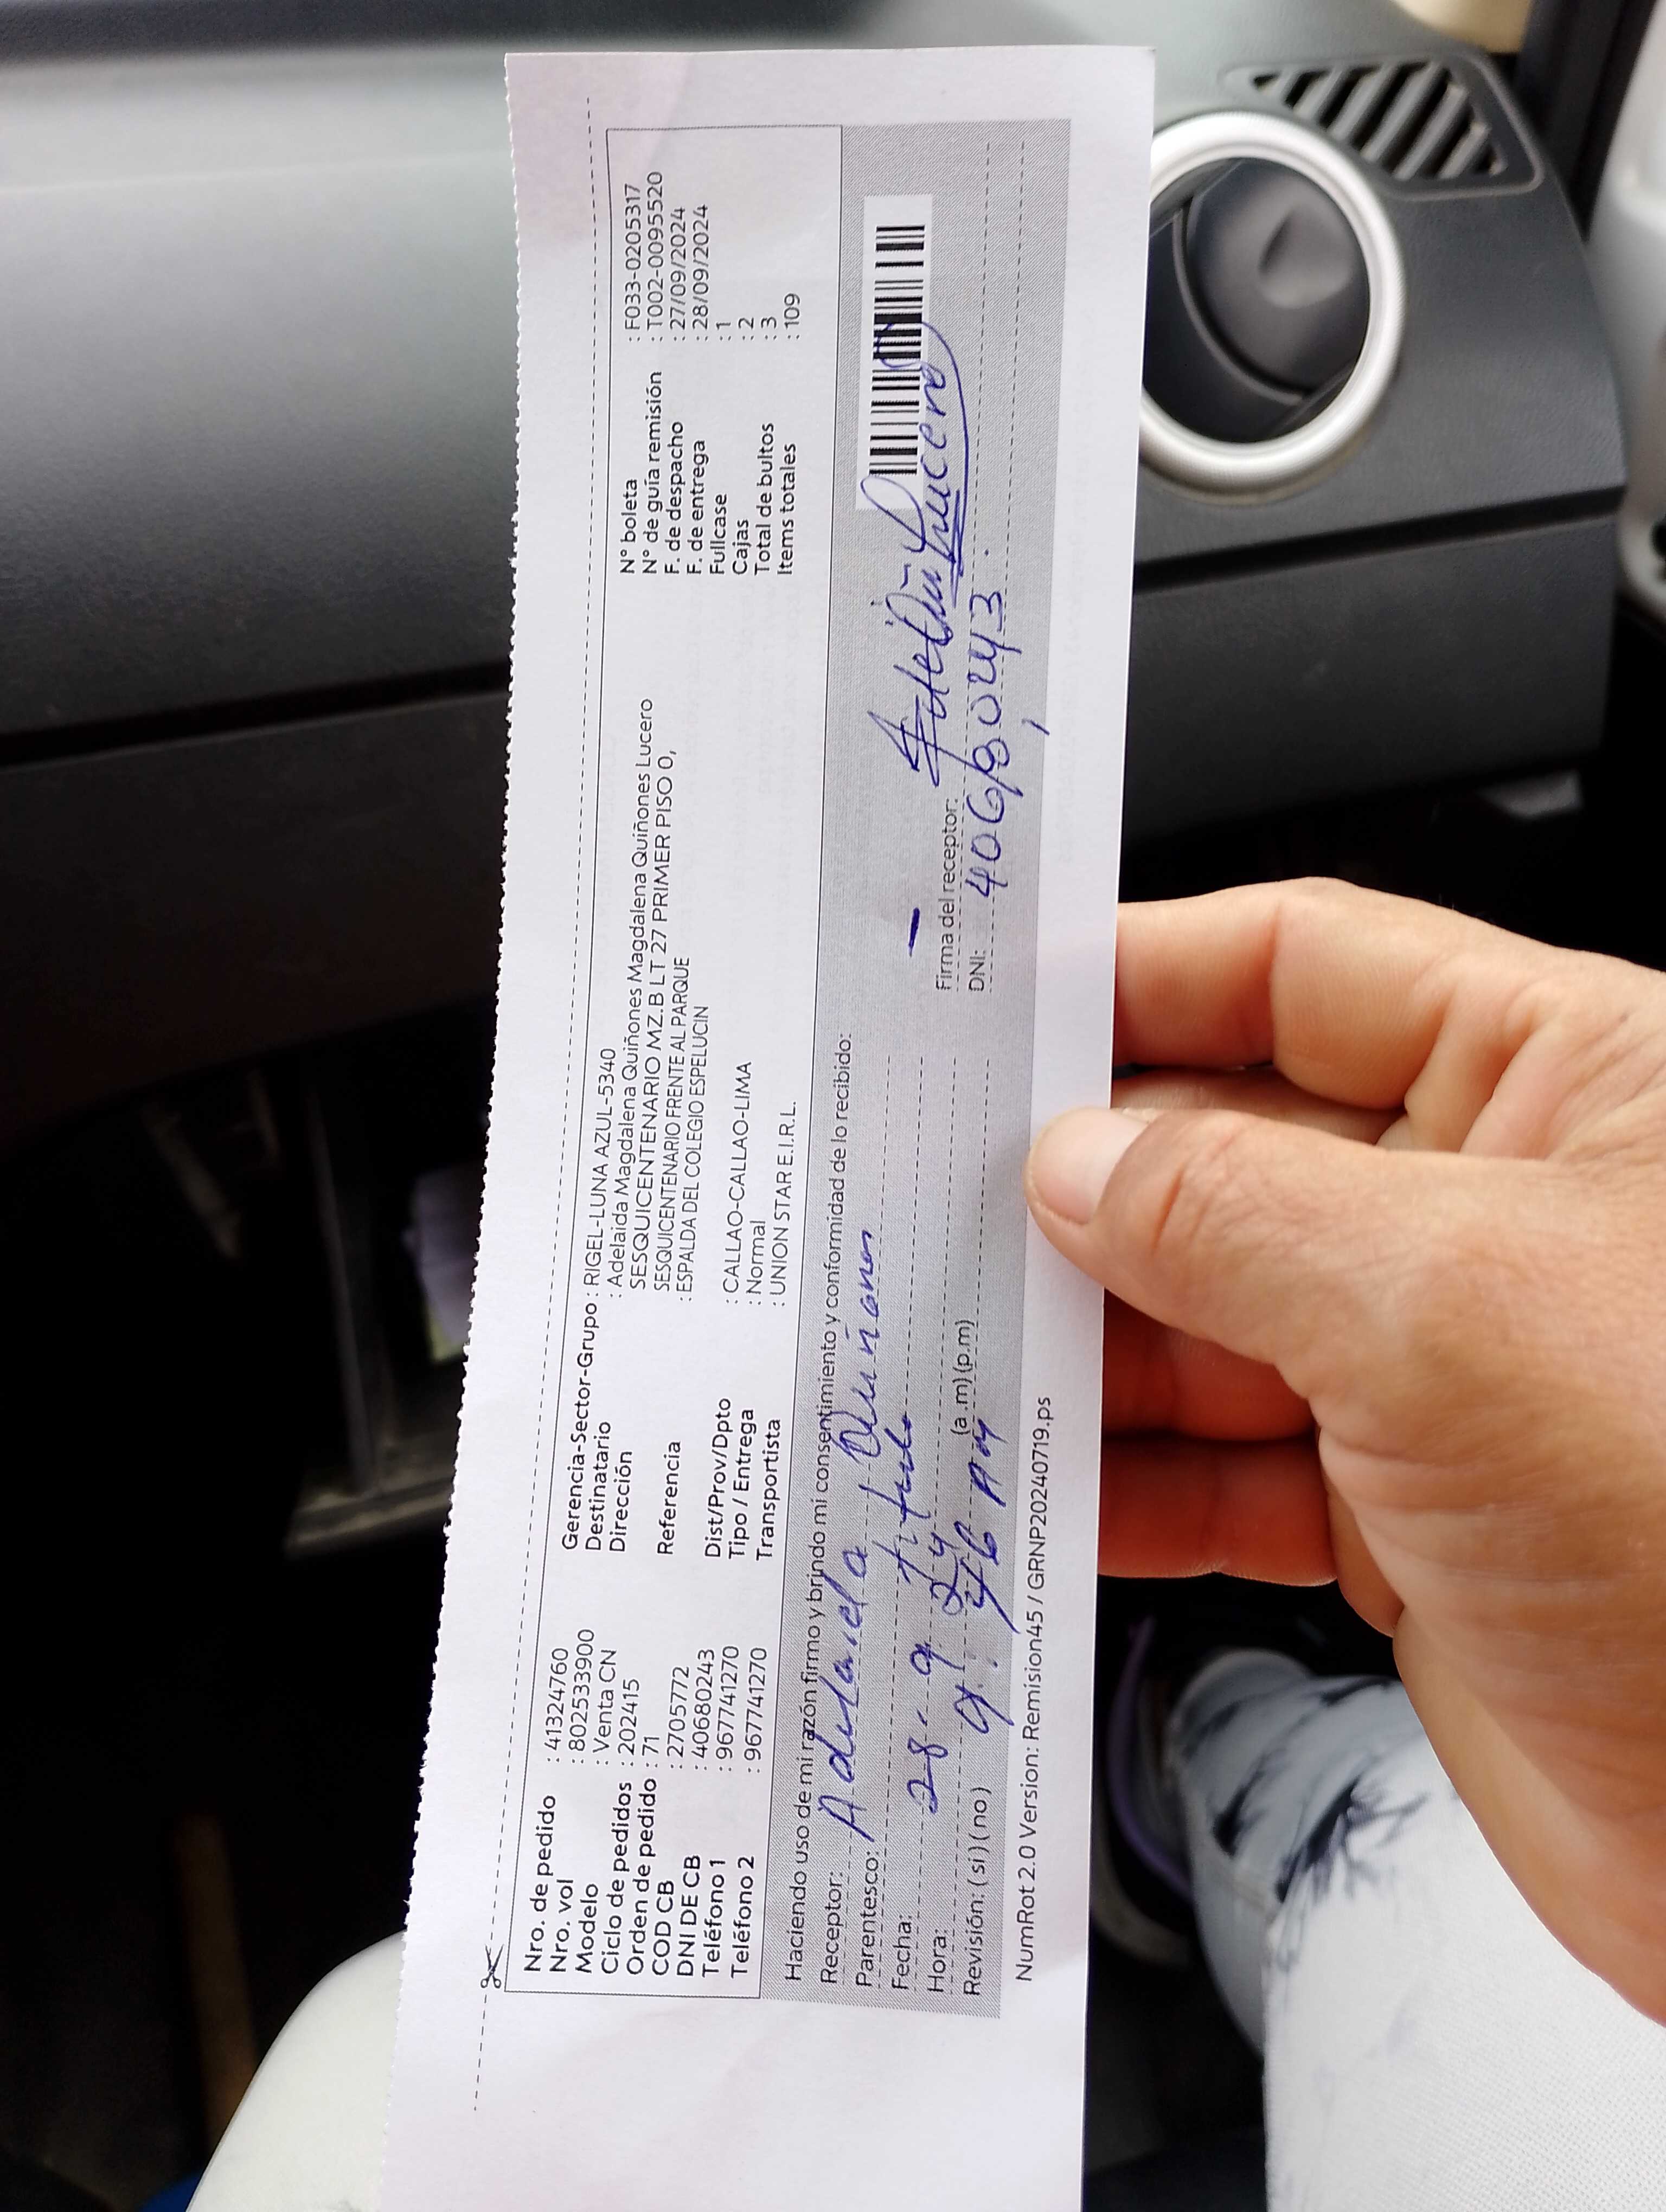 Nro. de pedido : 41324760
Nro. vol : 802533900
Modelo : Venta CN
Ciclo de pedidos : 202415
Orden de pedido : 71
COD CB : 2705772
DNI DE CB : 40680243
Teléfono 1 : 967741270
Teléfono 2 : 967741270
Gerencia-Sector-Grupo : RIGEL-LUNA AZUL-5340
Destinatario : Adelaida Magdalena Quiñones Magdalena Quiñones Lucero
Dirección SESQUICENTENARIO MZ.B LT 27 PRIMER PISO 0,
SESQUICENTENARIO FRENTE AL PARQUE
Referencia : ESPALDA DEL COLEGIO ESPELUCIN
Dist/Prov/Dpto : CALLAO-CALLAO-LIMA
Tipo / Entrega : Normal
Transportista : UNION STAR E.I.R.L.
N° boleta : F033-0205317
N° de guía remisión : T002-0095520
F. de despacho : 27/09/2024
F. de entrega : 28/09/2024
Fullcase : 1
Cajas : 2
Total de bultos : 3
Items totales : 109
Haciendo uso de mi razón firmo y brindo mi consentimiento y conformidad de lo recibido:
Receptor: Adelaida Quiñones
Parentesco: titular
Fecha: 28. 9. 24
Hora: 9: 46 AM (a.m) (p.m)
Revisión: ( si ) ( no )
Firma del receptor: Lucero
DNI: 40680243
NumRot 2.0 Version: Remision45 / GRNP20240719.ps